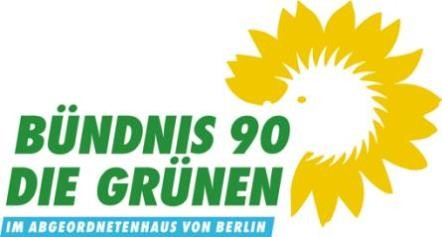 BÜNDNIS 90
DIE GRÜNEN
IM ABGEORDNETENHAUS VON BERLIN